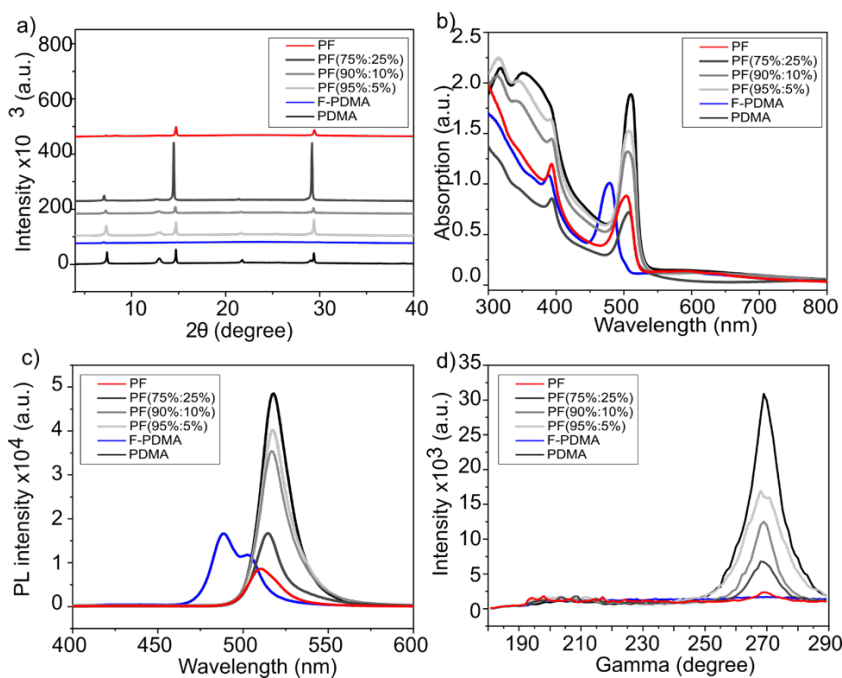 a)
800
600
400
200
0
Intensity x10 3 (a.u.)
PF
PF(75%:25%)
PF(90%:10%)
PF(95%:5%)
F-PDMA
PDMA
10
20
30
40
2θ (degree)
b)
2.5
2.0
1.5
1.0
0.5
0.0
Absorption (a.u.)
PF
PF(75%:25%)
PF(90%:10%)
PF(95%:5%)
F-PDMA
PDMA
300
400
500
600
700
800
Wavelength (nm)
c)
5
4
3
2
1
0
PL intensity x10⁴ (a.u.)
PF
PF(75%:25%)
PF(90%:10%)
PF(95%:5%)
F-PDMA
PDMA
400
450
500
550
600
Wavelength (nm)
d)
35
30
25
20
15
10
5
0
Intensity x10³ (a.u.)
PF
PF(75%:25%)
PF(90%:10%)
PF(95%:5%)
F-PDMA
PDMA
190
210
230
250
270
290
Gamma (degree)